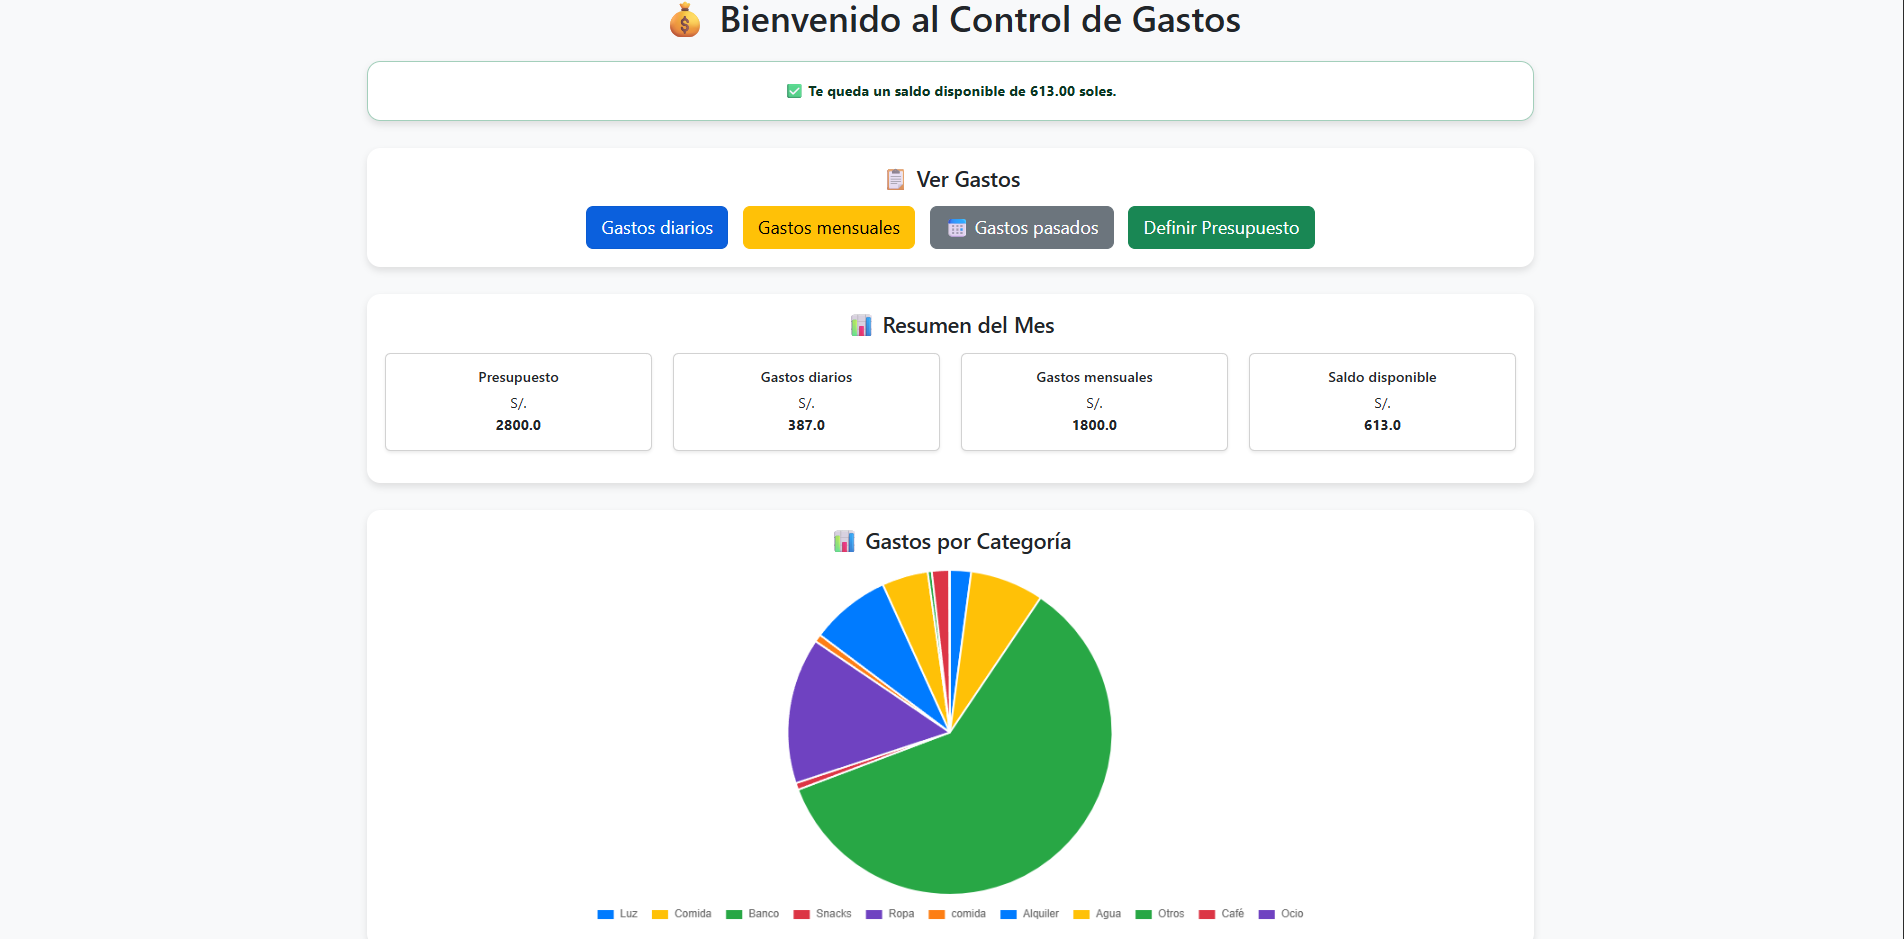 Bienvenido al Control de Gastos
Te queda un saldo disponible de 613.00 soles.
Ver Gastos
Gastos diarios Gastos mensuales Gastos pasados Definir Presupuesto
Resumen del Mes
Presupuesto Gastos diarios Gastos mensuales Saldo disponible
S/. S/. S/. S/.
2800.0 387.0 1800.0 613.0
Gastos por Categoría
Luz Comida Banco Snacks Ropa comida Alquiler Agua Otros Café Ocio